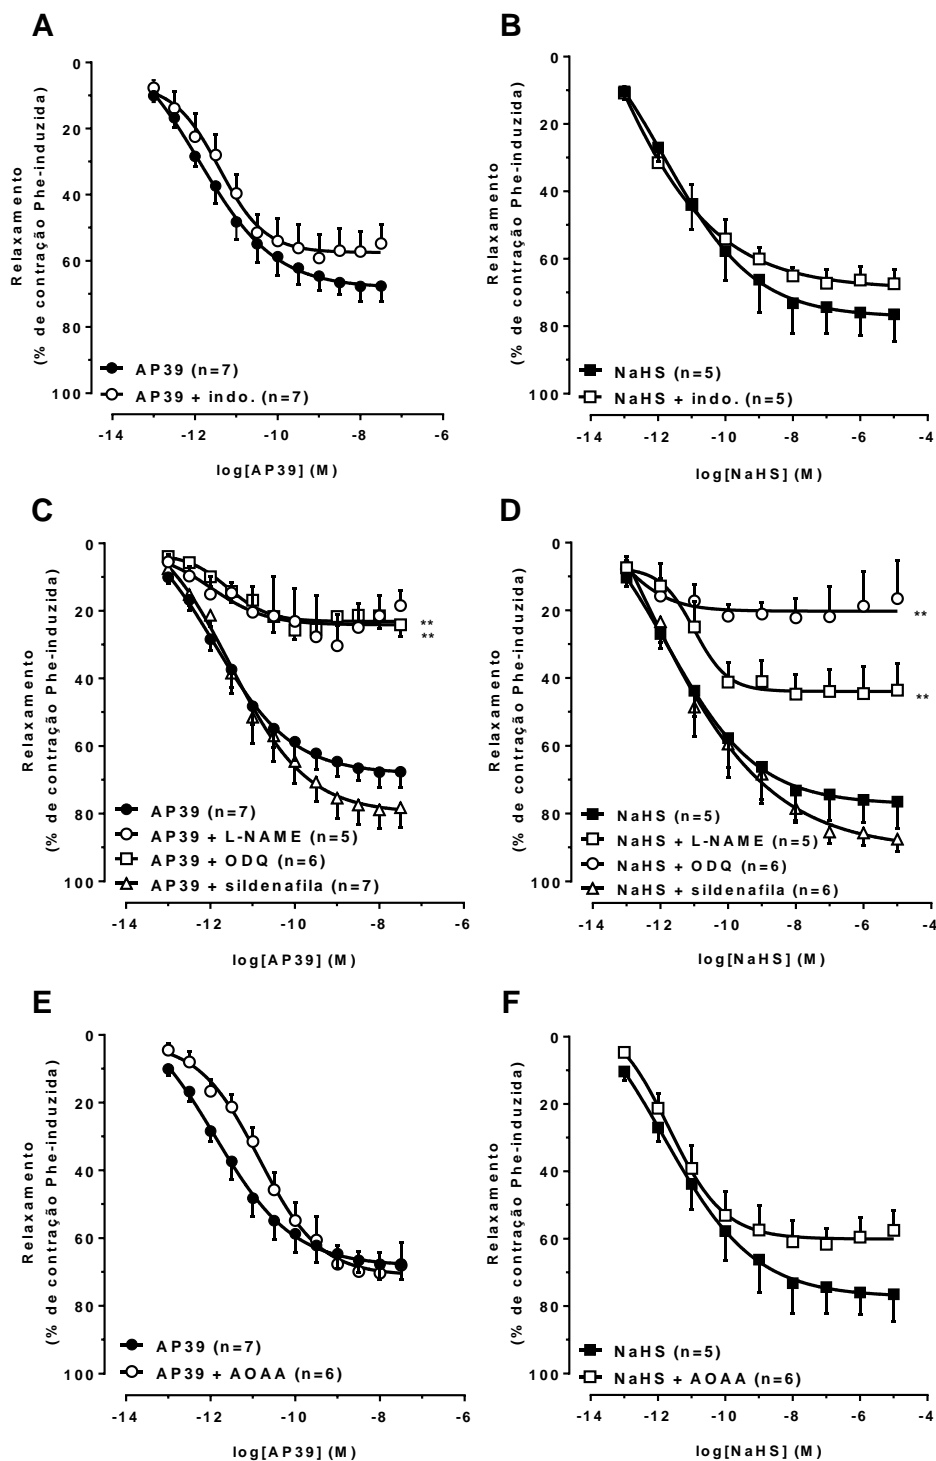 A
Relaxamento
(% de contração Phe-induzida)
0
20
40
60
80
100
AP39 (n=7)
AP39 + indo. (n=7)
-14
-12
-10
-8
-6
log[AP39] (M)
B
Relaxamento
(% de contração Phe-induzida)
0
20
40
60
80
100
NaHS (n=5)
NaHS + indo. (n=5)
-14
-12
-10
-8
-6
-4
log[NaHS] (M)
C
Relaxamento
(% de contração Phe-induzida)
0
20
40
60
80
100
**
**
AP39 (n=7)
AP39 + L-NAME (n=5)
AP39 + ODQ (n=6)
AP39 + sildenafila (n=7)
-14
-12
-10
-8
-6
log[AP39] (M)
D
Relaxamento
(% de contração Phe-induzida)
0
20
40
60
80
100
**
**
NaHS (n=5)
NaHS + L-NAME (n=5)
NaHS + ODQ (n=6)
NaHS + sildenafila (n=6)
-14
-12
-10
-8
-6
-4
log[NaHS] (M)
E
Relaxamento
(% de contração Phe-induzida)
0
20
40
60
80
100
AP39 (n=7)
AP39 + AOAA (n=6)
-14
-12
-10
-8
-6
log[AP39] (M)
F
Relaxamento
(% de contração Phe-induzida)
0
20
40
60
80
100
NaHS (n=5)
NaHS + AOAA (n=6)
-14
-12
-10
-8
-6
-4
log[NaHS] (M)